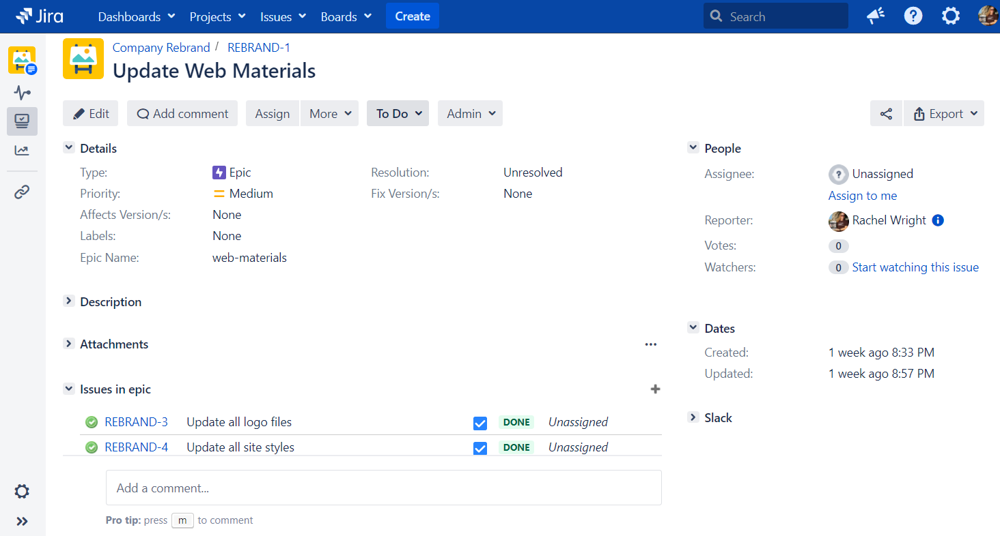 Jira Dashboards Projects Issues Boards Create Search
Company Rebrand / REBRAND-1
Update Web Materials
Edit Add comment Assign More To Do Admin Export
Details
Type: Epic Resolution: Unresolved
Priority: Medium Fix Version/s: None
Affects Version/s: None
Labels: None
Epic Name: web-materials
Description
Attachments
Issues in epic
REBRAND-3 Update all logo files DONE Unassigned
REBRAND-4 Update all site styles DONE Unassigned
Add a comment...
Pro tip: press m to comment
People
Assignee: Unassigned
Assign to me
Reporter: Rachel Wright
Votes: 0
Watchers: 0 Start watching this issue
Dates
Created: 1 week ago 8:33 PM
Updated: 1 week ago 8:57 PM
Slack